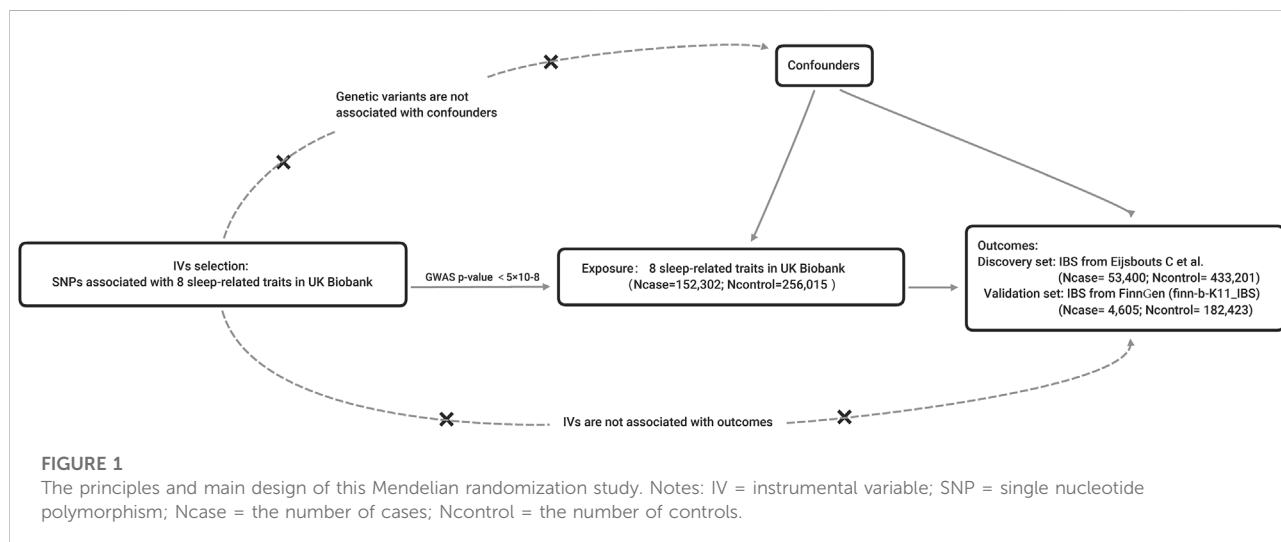 Confounders
Genetic variants are not
associated with confounders
IVs selection:
SNPs associated with 8 sleep-related traits in UK Biobank
GWAS p-value < 5×10-8
Exposure: 8 sleep-related traits in UK Biobank
(Ncase=152,302; Ncontrol=256,015 )
Outcomes:
Discovery set: IBS from Eijsbouts C et al.
(Ncase= 53,400; Ncontrol= 433,201)
Validation set: IBS from FinnGen (finn-b-K11_IBS)
(Ncase= 4,605; Ncontrol= 182,423)
IVs are not associated with outcomes
FIGURE 1
The principles and main design of this Mendelian randomization study. Notes: IV = instrumental variable; SNP = single nucleotide
polymorphism; Ncase = the number of cases; Ncontrol = the number of controls.